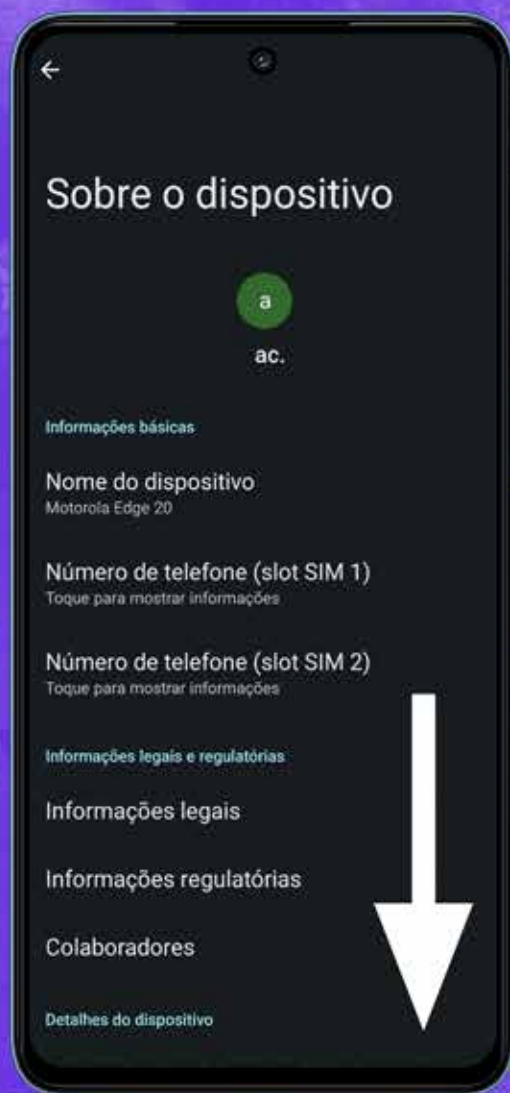 Sobre o dispositivo
a
ac.
Informações básicas
Nome do dispositivo
Motorola Edge 20
Número de telefone (slot SIM 1)
Toque para mostrar informações
Número de telefone (slot SIM 2)
Toque para mostrar informações
Informações legais e regulatórias
Informações legais
Informações regulatórias
Colaboradores
Detalhes do dispositivo